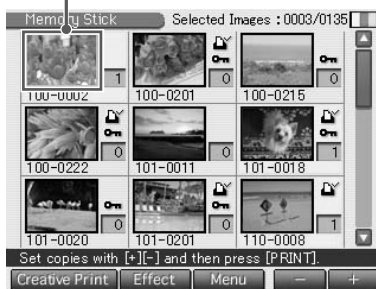 Memory Stick Selected Images : 0003/0135
1 0 0
100-0002 100-0201 100-0215
0 0 1
100-0222 101-0011 101-0018
0 0 1
101-0020 101-0201 110-0008
Set copies with [+][-] and then press [PRINT].
Creative Print Effect Menu - +